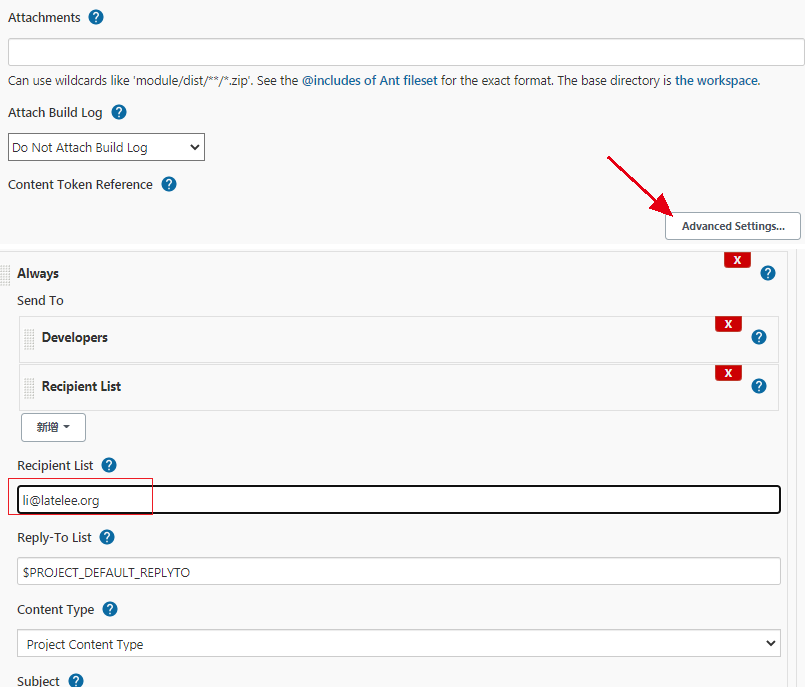 Attachments ?
Can use wildcards like 'module/dist/**/*.zip'. See the @includes of Ant fileset for the exact format. The base directory is the workspace.
Attach Build Log ?
Do Not Attach Build Log
Content Token Reference ?
Advanced Settings...
X
Always ?
Send To
X
Developers ?
X
Recipient List ?
新增
Recipient List ?
li@latelee.org
Reply-To List ?
$PROJECT_DEFAULT_REPLYTO
Content Type ?
Project Content Type
Subject ?